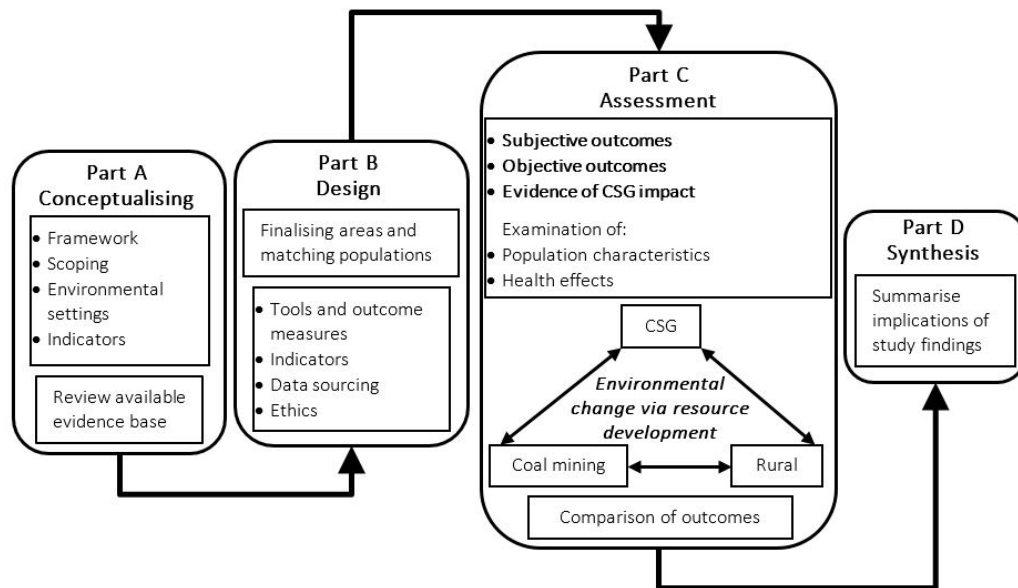 Part A
Conceptualising
• Framework
• Scoping
• Environmental
settings
• Indicators
Review available
evidence base
Part B
Design
Finalising areas and
matching populations
• Tools and outcome
measures
• Indicators
• Data sourcing
• Ethics
Part C
Assessment
• Subjective outcomes
• Objective outcomes
• Evidence of CSG impact
Examination of:
• Population characteristics
• Health effects
CSG
Environmental
change via resource
development
Coal mining
Rural
Comparison of outcomes
Part D
Synthesis
Summarise
implications of
study findings